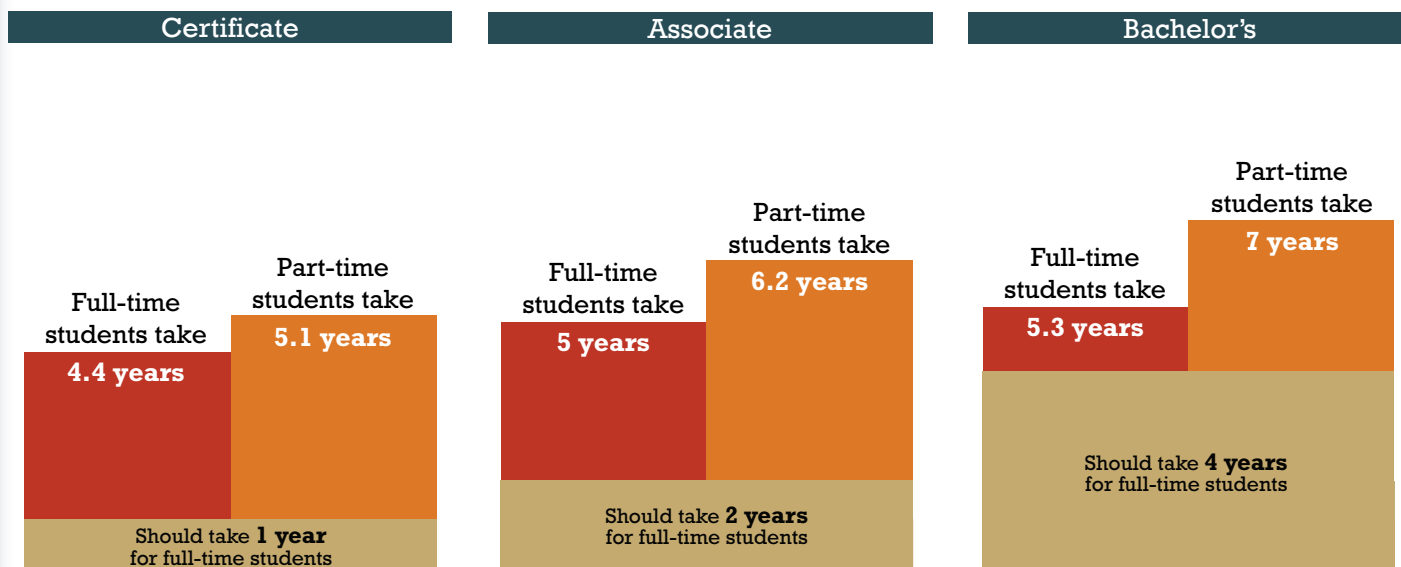 Certificate
Full-time
students take
4.4 years
Part-time
students take
5.1 years
Should take 1 year
for full-time students
Associate
Full-time
students take
5 years
Part-time
students take
6.2 years
Should take 2 years
for full-time students
Bachelor's
Full-time
students take
5.3 years
Part-time
students take
7 years
Should take 4 years
for full-time students